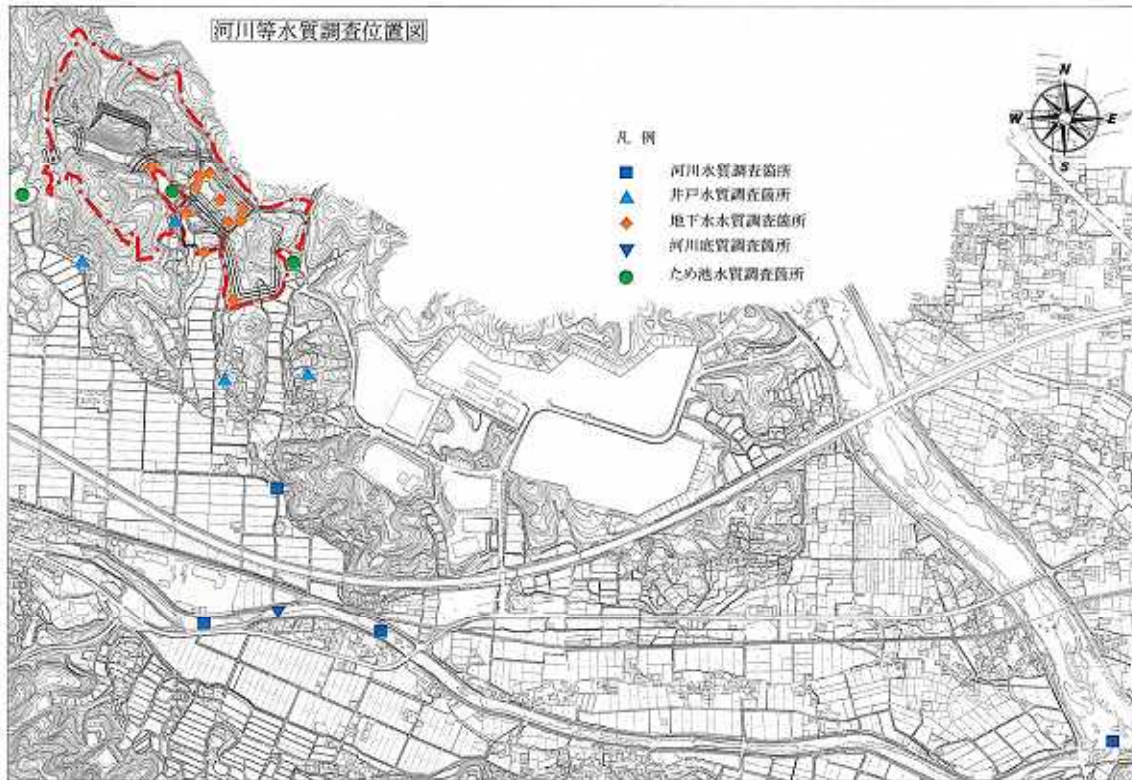 河川等水質調査位置図
N
W
E
S
凡 例
河川水質調査箇所
井戸水質調査箇所
地下水水質調査箇所
河川底質調査箇所
ため池水質調査箇所